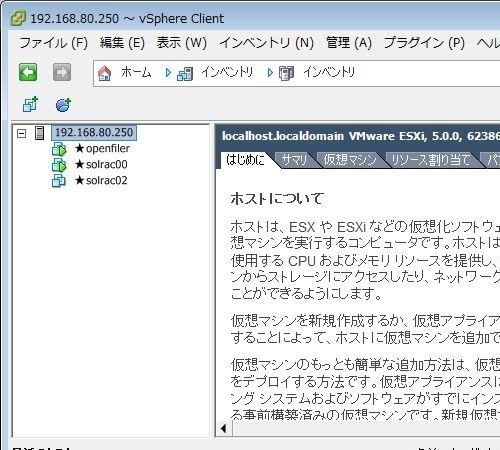 192.168.80.250 ～ vSphere Client
ファイル (F) 編集 (E) 表示 (W) インベントリ (N) 管理 (A) プラグイン (P)
ホーム インベントリ インベントリ
192.168.80.250
★openfiler
★solrac00
★solrac02
localhost.localdomain VMware ESXi, 5.0.0, 62386
はじめに サマリ 仮想マシン リソース割り当て パフ
ホストについて
ホストは、ESX や ESXi などの仮想化ソフトウェ
想マシンを実行するコンピュータです。ホストは
使用する CPU およびメモリ リソースを提供し、
ンからストレージにアクセスしたり、ネットワーク
ことができるようにします。
仮想マシンを新規作成するか、仮想アプライア
することによって、ホストに仮想マシンを追加で
仮想マシンのもっとも簡単な追加方法は、仮想
をデプロイする方法です。仮想アプライアンスに
ング システムおよびソフトウェアがすでにインス
る事前構築済みの仮想マシンです。新規仮想